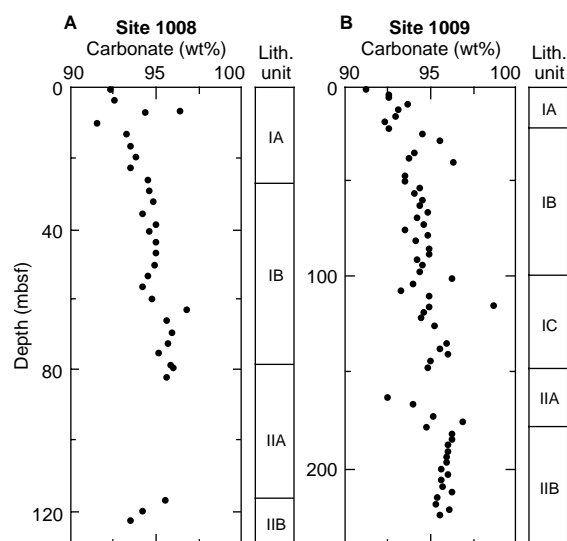 A
Site 1008
Carbonate (wt%)
90
95
100
Lith.
unit
0
40
80
120
Depth (mbsf)
IA
IB
IIA
IIB
B
Site 1009
Carbonate (wt%)
90
95
100
Lith.
unit
0
100
200
IA
IB
IC
IIA
IIB